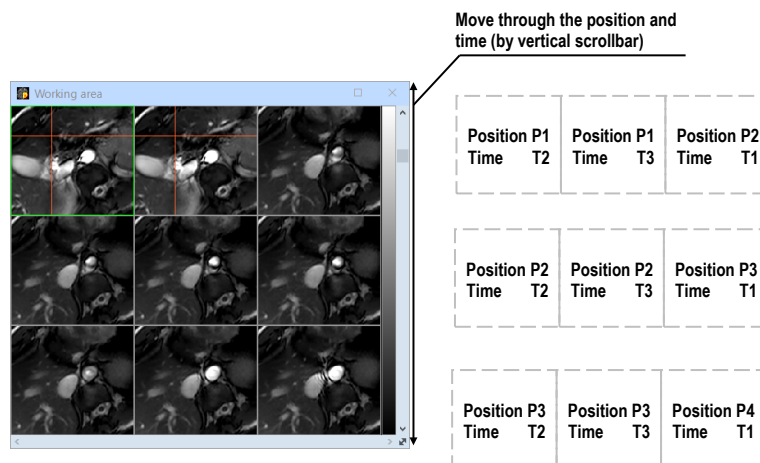 Move through the position and
time (by vertical scrollbar)
Working area
Position P1 Position P1 Position P2
Time T2 Time T3 Time T1
Position P2 Position P2 Position P3
Time T2 Time T3 Time T1
Position P3 Position P3 Position P4
Time T2 Time T3 Time T1